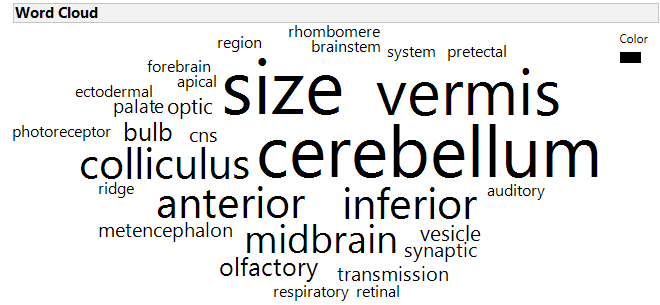 Word Cloud
rhombomere
Color
region
brainstem
system pretectal
forebrain
apical
size vermis
ectodermal
palate optic
photoreceptor bulb cns
colliculus cerebellum
ridge
anterior inferior auditory
metencephalon midbrain vesicle
synaptic
olfactory transmission
respiratory retinal